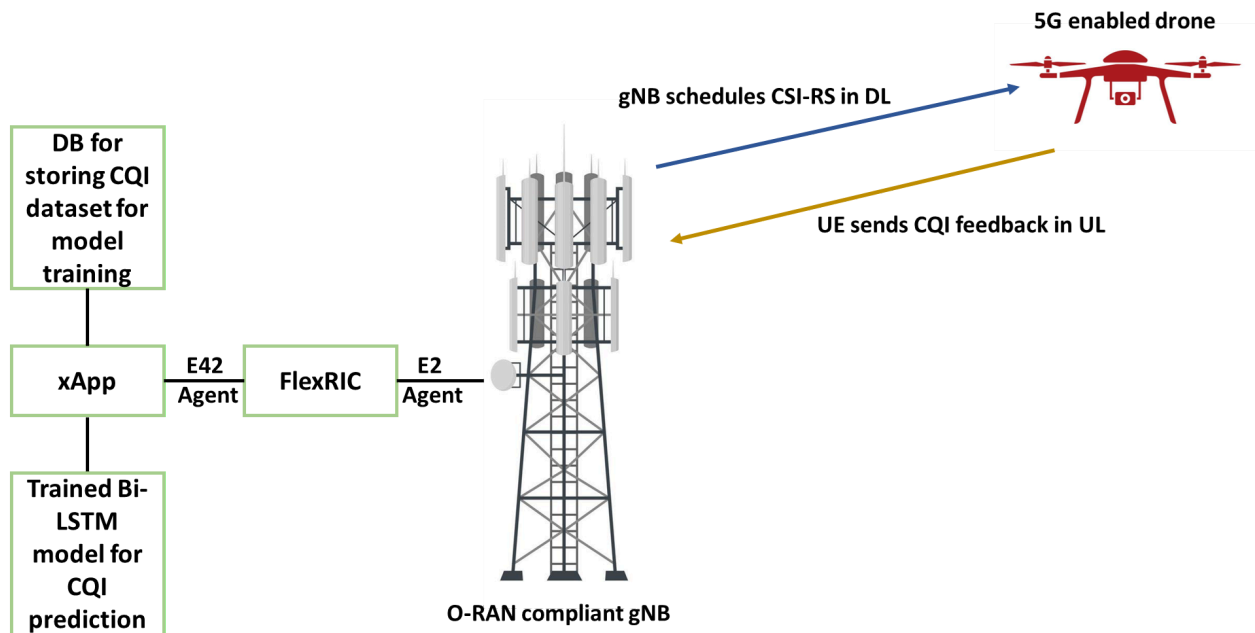 5G enabled drone
gNB schedules CSI-RS in DL
UE sends CQI feedback in UL
DB for
storing CQI
dataset for
model
training
xApp
E42
Agent
FlexRIC
E2
Agent
Trained Bi-
LSTM
model for
CQI
prediction
O-RAN compliant gNB